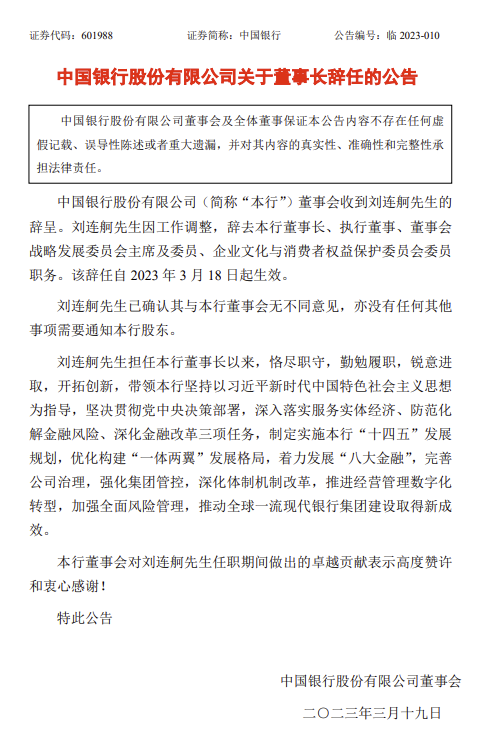 证券代码：601988 证券简称：中国银行 公告编号：临 2023-010
中国银行股份有限公司关于董事长辞任的公告
中国银行股份有限公司董事会及全体董事保证本公告内容不存在任何虚
假记载、误导性陈述或者重大遗漏，并对其内容的真实性、准确性和完整性承
担法律责任。
中国银行股份有限公司（简称“本行”）董事会收到刘连舸先生的
辞呈。刘连舸先生因工作调整，辞去本行董事长、执行董事、董事会
战略发展委员会主席及委员、企业文化与消费者权益保护委员会委员
职务。该辞任自 2023 年 3 月 18 日起生效。
刘连舸先生已确认其与本行董事会无不同意见，亦没有任何其他
事项需要通知本行股东。
刘连舸先生担任本行董事长以来，恪尽职守，勤勉履职，锐意进
取，开拓创新，带领本行坚持以习近平新时代中国特色社会主义思想
为指导，坚决贯彻党中央决策部署，深入落实服务实体经济、防范化
解金融风险、深化金融改革三项任务，制定实施本行“十四五”发展
规划，优化构建“一体两翼”发展格局，着力发展“八大金融”，完善
公司治理，强化集团管控，深化体制机制改革，推进经营管理数字化
转型，加强全面风险管理，推动全球一流现代银行集团建设取得新成
效。
本行董事会对刘连舸先生任职期间做出的卓越贡献表示高度赞许
和衷心感谢！
特此公告
中国银行股份有限公司董事会
二〇二三年三月十九日